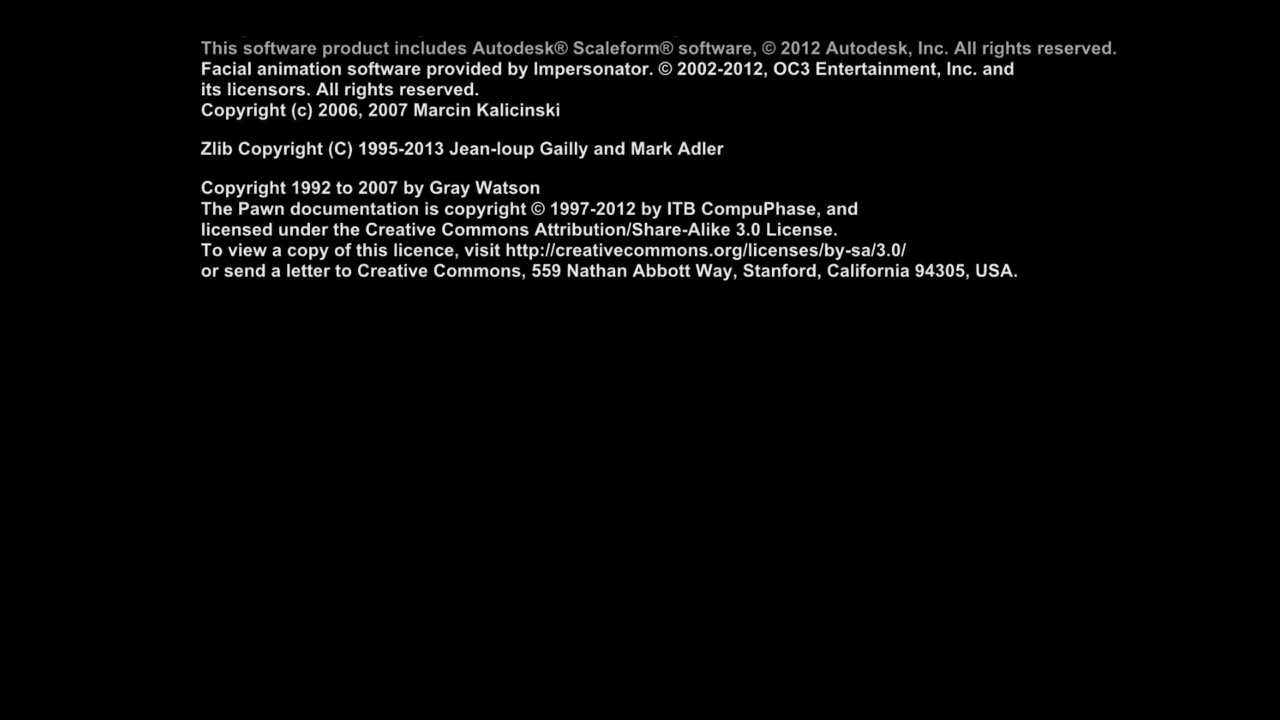 This software product includes Autodesk® Scaleform® software, © 2012 Autodesk, Inc. All rights reserved.
Facial animation software provided by Impersonator. © 2002-2012, OC3 Entertainment, Inc. and
its licensors. All rights reserved.
Copyright (c) 2006, 2007 Marcin Kalicinski
Zlib Copyright (C) 1995-2013 Jean-loup Gailly and Mark Adler
Copyright 1992 to 2007 by Gray Watson
The Pawn documentation is copyright © 1997-2012 by ITB CompuPhase, and
licensed under the Creative Commons Attribution/Share-Alike 3.0 License.
To view a copy of this licence, visit http://creativecommons.org/licenses/by-sa/3.0/
or send a letter to Creative Commons, 559 Nathan Abbott Way, Stanford, California 94305, USA.